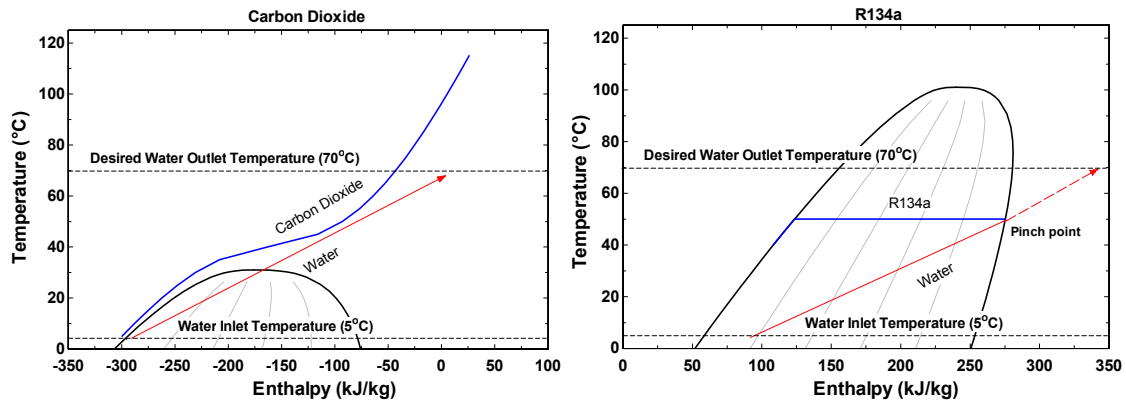 Carbon Dioxide
120
100
80
60
40
20
0
Temperature (°C)
Desired Water Outlet Temperature (70°C)
Carbon Dioxide
Water
Water Inlet Temperature (5°C)
-350 -300 -250 -200 -150 -100 -50 0 50 100
Enthalpy (kJ/kg)
R134a
120
100
80
60
40
20
0
Temperature (°C)
Desired Water Outlet Temperature (70°C)
R134a
Pinch point
Water
Water Inlet Temperature (5°C)
0 50 100 150 200 250 300 350
Enthalpy (kJ/kg)